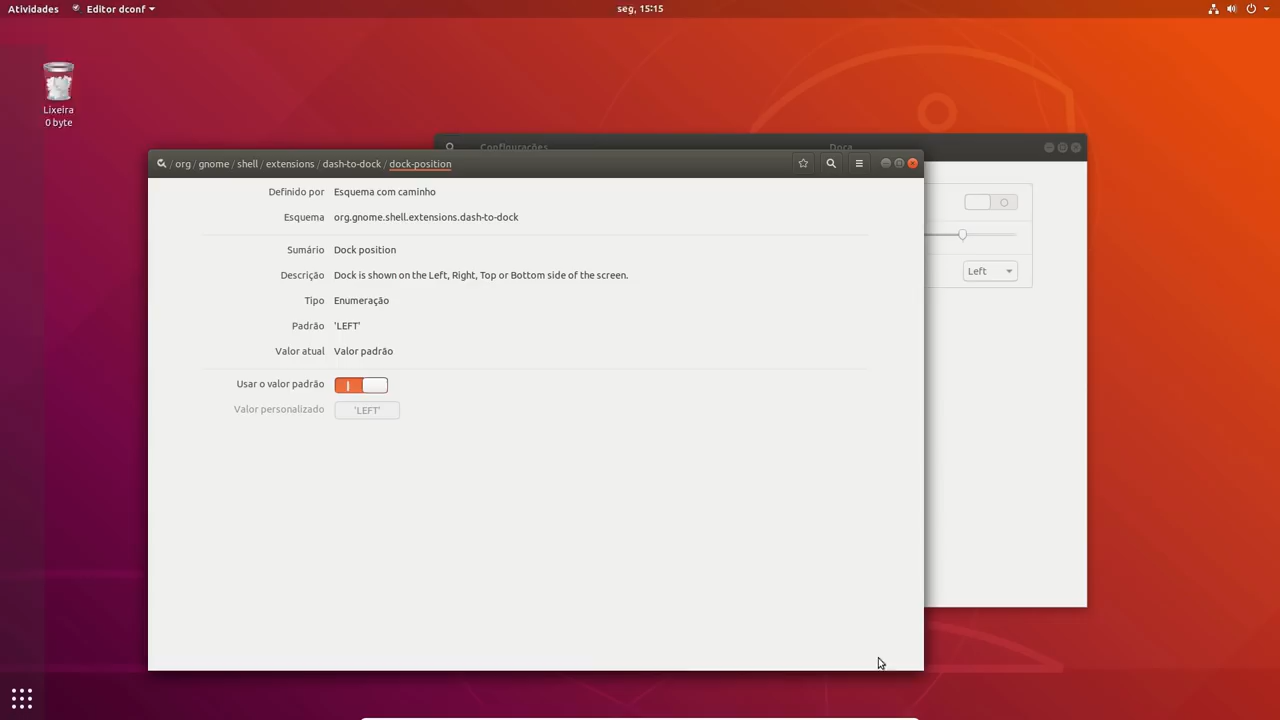 Atividades Editor dconf seg, 15:15
Lixeira
0 byte
Configurações Doca
/ org / gnome / shell / extensions / dash-to-dock / dock-position
Definido por Esquema com caminho
Esquema org.gnome.shell.extensions.dash-to-dock
Sumário Dock position
Descrição Dock is shown on the Left, Right, Top or Bottom side of the screen.
Tipo Enumeração
Padrão 'LEFT'
Valor atual Valor padrão
Usar o valor padrão
Valor personalizado 'LEFT'
Left